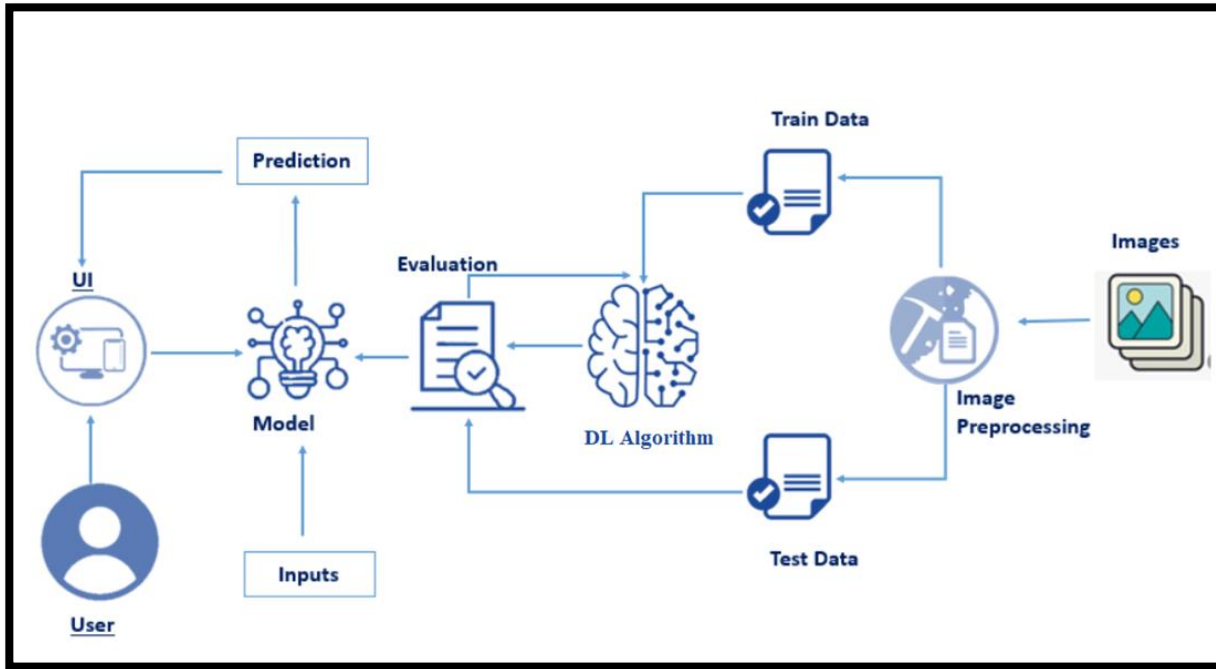 Train Data
Prediction
Images
Evaluation
UI
Image
Preprocessing
Model
DL Algorithm
Test Data
Inputs
User